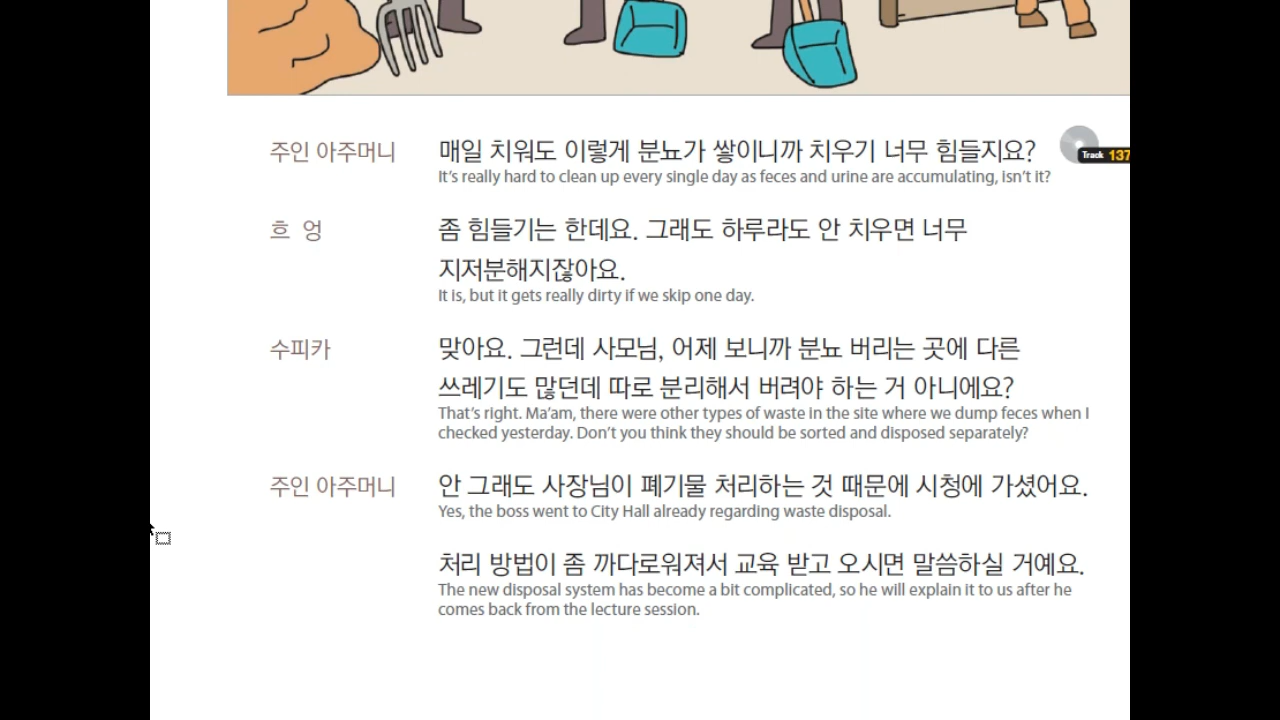 주인 아주머니 매일 치워도 이렇게 분뇨가 쌓이니까 치우기 너무 힘들지요? Track 137
It's really hard to clean up every single day as feces and urine are accumulating, isn't it?
흐 엉 좀 힘들기는 한데요. 그래도 하루라도 안 치우면 너무
지저분해지잖아요.
It is, but it gets really dirty if we skip one day.
수피카 맞아요. 그런데 사모님, 어제 보니까 분뇨 버리는 곳에 다른
쓰레기도 많던데 따로 분리해서 버려야 하는 거 아니에요?
That's right. Ma'am, there were other types of waste in the site where we dump feces when I
checked yesterday. Don't you think they should be sorted and disposed separately?
주인 아주머니 안 그래도 사장님이 폐기물 처리하는 것 때문에 시청에 가셨어요.
Yes, the boss went to City Hall already regarding waste disposal.
처리 방법이 좀 까다로워져서 교육 받고 오시면 말씀하실 거예요.
The new disposal system has become a bit complicated, so he will explain it to us after he
comes back from the lecture session.